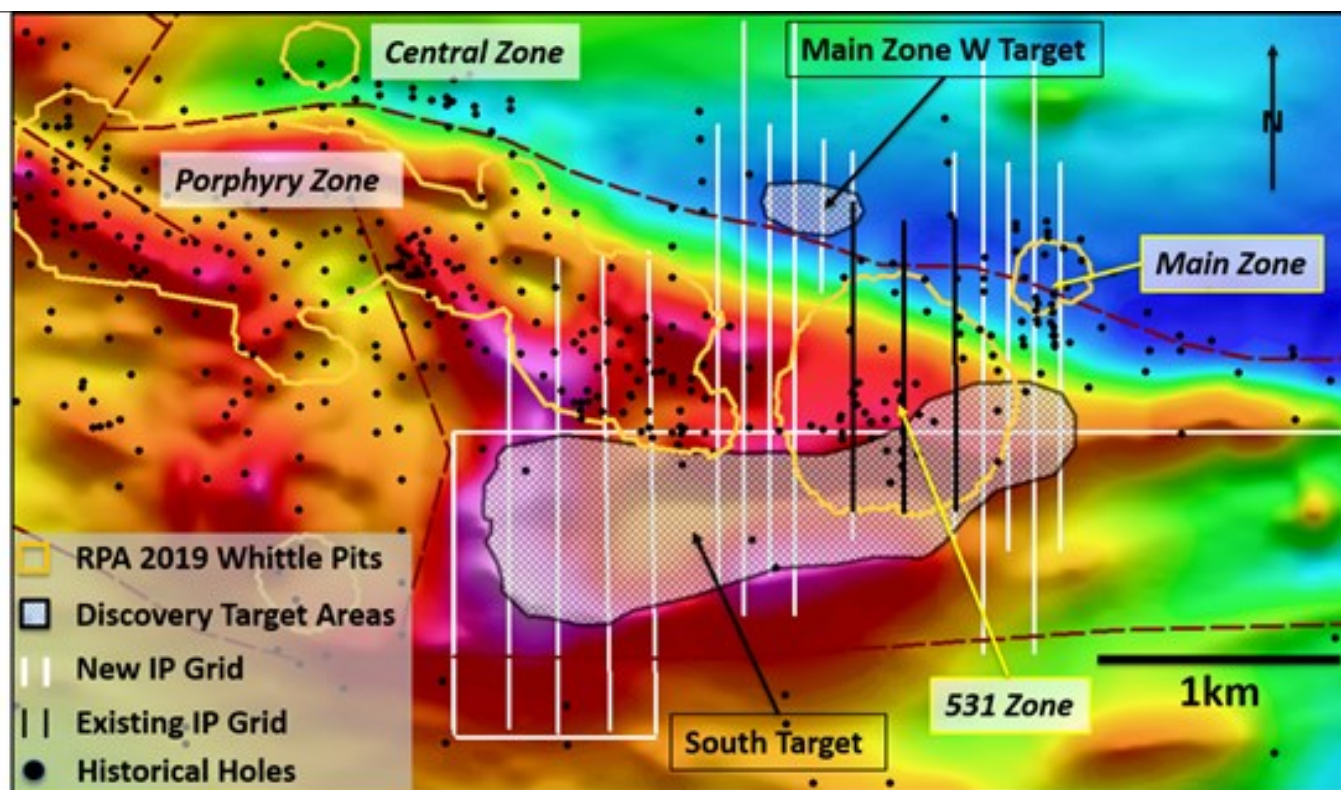 Central Zone
Main Zone W Target
N
Porphyry Zone
Main Zone
RPA 2019 Whittle Pits
Discovery Target Areas
New IP Grid
Existing IP Grid
Historical Holes
531 Zone
South Target
1km